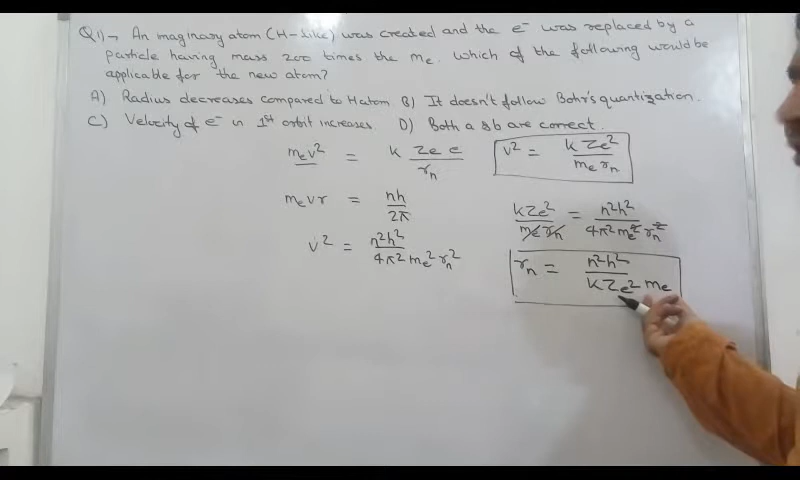 Q1) → An imaginary atom (H-like) was created and the e⁻ was replaced by a
particle having mass 200 times the me. which of the following would be
applicable for the new atom?
A) Radius decreases compared to H atom B) It doesn't follow Bohr's quantization.
C) Velocity of e⁻ in 1st orbit increases. D) Both a & b are correct.
mev² = k Ze e / rn
v² = kZe² / me rn
mevr = nh / 2π
kZe² / me rn = n²h² / 4π² me² rn²
v² = n²h² / 4π² me² rn²
rn = n²h² / kZe² me